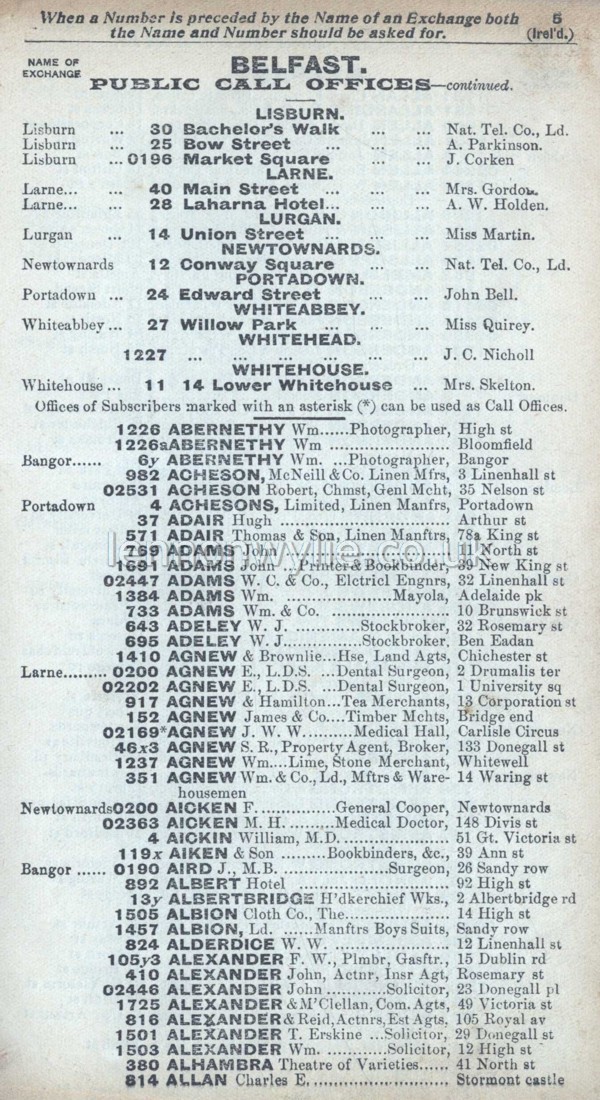 When a Number is preceded by the Name of an Exchange both 5
the Name and Number should be asked for. (Irel'd.)
NAME OF EXCHANGE BELFAST.
PUBLIC CALL OFFICES—continued.
LISBURN.
Lisburn ... 30 Bachelor's Walk ... ... Nat. Tel. Co., Ld.
Lisburn ... 25 Bow Street ... ... ... A. Parkinson.
Lisburn ...0196 Market Square ... ... J. Corken
LARNE.
Larne... ... 40 Main Street ... ... ... Mrs. Gordon.
Larne... ... 28 Laharna Hotel... ... ... A. W. Holden.
LURGAN.
Lurgan ... 14 Union Street ... ... ... Miss Martin.
NEWTOWNARDS.
Newtownards 12 Conway Square ... ... Nat. Tel. Co., Ld.
PORTADOWN.
Portadown ... 24 Edward Street ... ... John Bell.
WHITEABBEY.
Whiteabbey ... 27 Willow Park ... ... Miss Quirey.
WHITEHEAD.
1227 ... ... ... ... ... ... J. C. Nicholl
WHITEHOUSE.
Whitehouse ... 11 14 Lower Whitehouse ... Mrs. Skelton.
Offices of Subscribers marked with an asterisk (*) can be used as Call Offices.
1226 ABERNETHY Wm......Photographer, High st
1226a ABERNETHY Wm .................. Bloomfield
Bangor...... 6y ABERNETHY Wm. ...Photographer, Bangor
982 ACHESON, McNeill & Co. Linen Mfrs, 3 Linenhall st
02531 ACHESON Robert, Chmst, Genl Mcht, 35 Nelson st
Portadown 4 ACHESONS, Limited, Linen Manfrs, Portadown
37 ADAIR Hugh ........................ Arthur st
571 ADAIR Thomas & Son, Linen Manftrs, 78a King st
769 ADAMS John ........................ 11 North st
1691 ADAMS John ...Printer & Bookbinder, 39 New King st
02447 ADAMS W. C. & Co., Elctricl Engnrs, 32 Linenhall st
1384 ADAMS Wm. .....................Mayola, Adelaide pk
733 ADAMS Wm. & Co. .................. 10 Brunswick st
643 ADELEY W. J. .............Stockbroker, 32 Rosemary st
695 ADELEY W. J...............Stockbroker, Ben Eadan
1410 AGNEW & Brownlie...Hse, Land Agts, Chichester st
Larne......... 0200 AGNEW E., L.D.S. ...Dental Surgeon, 2 Drumalis ter
02202 AGNEW E., L.D.S. ...Dental Surgeon, 1 University sq
917 AGNEW & Hamilton...Tea Merchants, 13 Corporation st
152 AGNEW James & Co....Timber Mchts, Bridge end
02169*AGNEW J. W. W..........Medical Hall, Carlisle Circus
46x3 AGNEW S. R., Property Agent, Broker, 133 Donegall st
1237 AGNEW Wm....Lime, Stone Merchant, Whitewell
351 AGNEW Wm. & Co., Ld., Mftrs & Ware- 14 Waring st
housemen
Newtownards 0200 AICKEN F. ...............General Cooper, Newtownards
02363 AICKEN M. H. .........Medical Doctor, 148 Divis st
4 AICKIN William, M.D. .................. 51 Gt. Victoria st
119x AIKEN & Son .........Bookbinders, &c., 39 Ann st
Bangor ...... 0190 AIRD J., M.B. .....................Surgeon, 26 Sandy row
892 ALBERT Hotel ..................... 92 High st
13y ALBERTBRIDGE H'dkerchief Wks., 2 Albertbridge rd
1505 ALBION Cloth Co., The............... 14 High st
1457 ALBION, Ld. ......Manftrs Boys Suits, Sandy row
824 ALDERDICE W. W. .................. 12 Linenhall st
105y3 ALEXANDER F. W., Plmbr, Gasftr., 15 Dublin rd
410 ALEXANDER John, Actnr, Insr Agt, Rosemary st
02446 ALEXANDER John ............Solicitor, 23 Donegall pl
1725 ALEXANDER & M'Clellan, Com. Agts, 49 Victoria st
816 ALEXANDER & Reid, Actnrs, Est Agts. 105 Royal av
1501 ALEXANDER T. Erskine ...Solicitor, 29 Donegall st
1503 ALEXANDER Wm. ............Solicitor, 12 High st
380 ALHAMBRA Theatre of Varieties...... 41 North st
814 ALLAN Charles E. ..................... Stormont castle
lennonwylie.co.uk